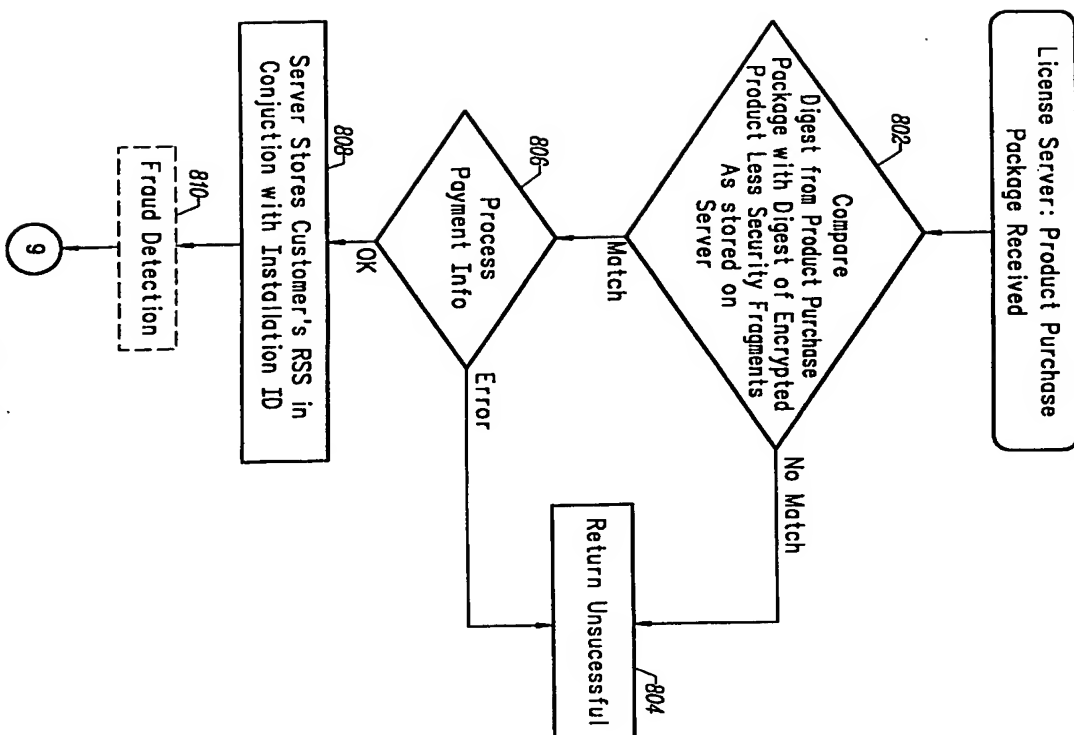 License Server: Product Purchase
Package Received
802
Compare
Digest from Product Purchase
Package with Digest of Encrypted
Product Less Security Fragments
As stored on
Server
No Match
Match
804
Return Unsucessful
806
Process
Payment Info
Error
OK
808
Server Stores Customer's RSS in
Conjuction with Installation ID
810
Fraud Detection
9